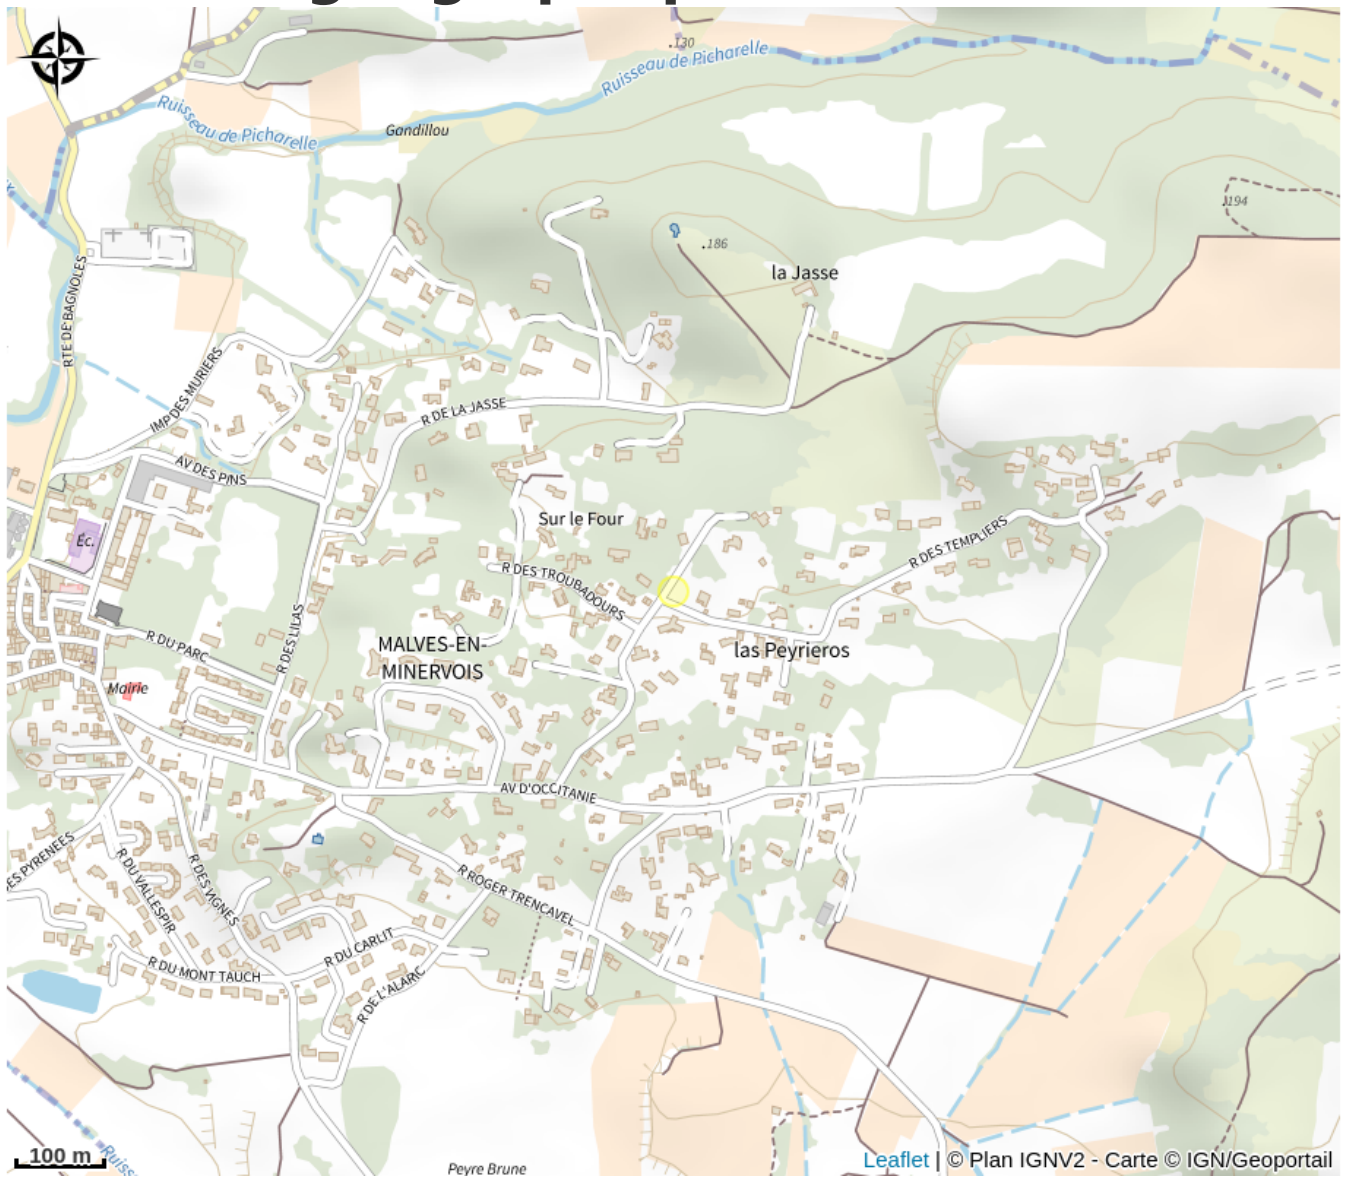 .130
Ruisseau de Picharelle
Ruisseau de Picharelle
Gandillou
.194
.186
la Jasse
RTE DE BAGNOLES
IMP DES MURIERS
R DE LA JASSE
AV DES PINS
Sur le Four
Éc.
R DES TEMPLIERS
R DES TROUBADOURS
R DES LILAS
R DU PARC
MALVES-EN-
MINERVOIS
las Peyrieros
Mairie
AV D'OCCITANIE
ES PYRENEES
R DU VALLESPIR
R DES VIGNES
R ROGER TRENCAVEL
R DU CARLIT
R DU MONT TAUCH
R DE L'ALARIC
100 m
Ruiss
Peyre Brune
Leaflet | © Plan IGNV2 - Carte © IGN/Geoportail